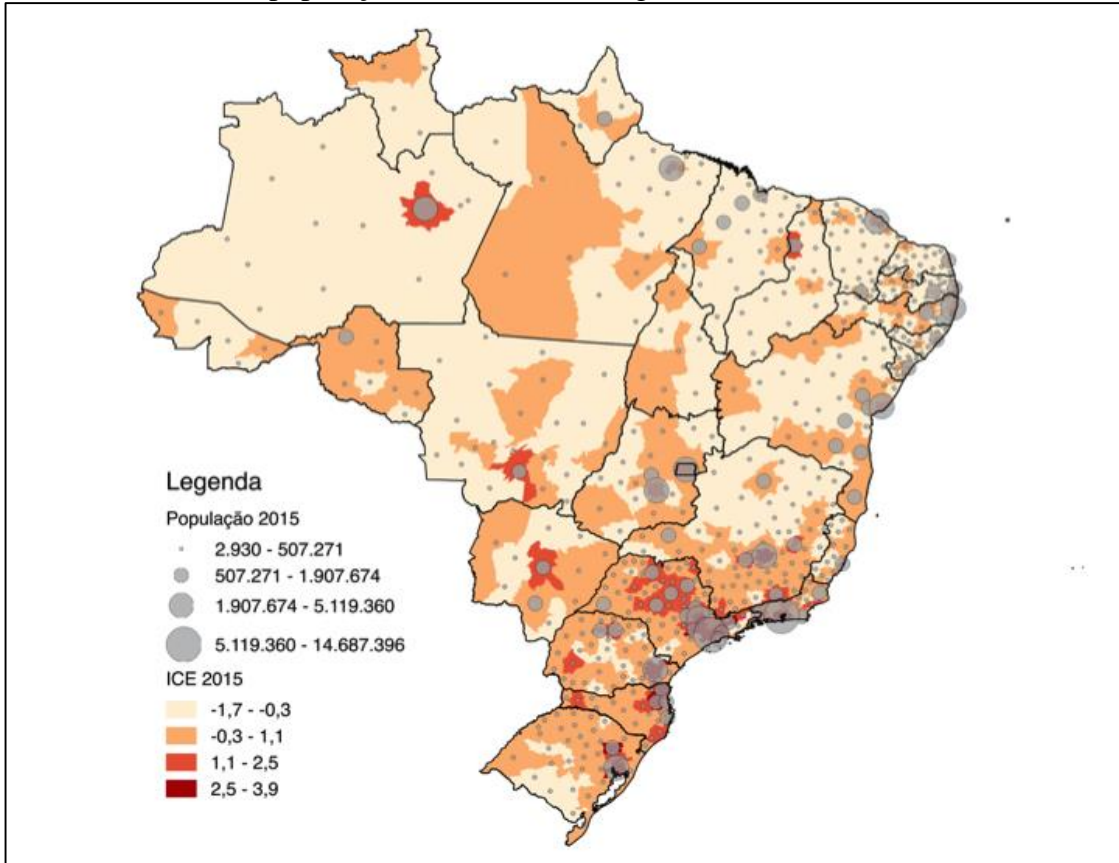 Legenda
População 2015
2.930 - 507.271
507.271 - 1.907.674
1.907.674 - 5.119.360
5.119.360 - 14.687.396
ICE 2015
-1,7 - -0,3
-0,3 - 1,1
1,1 - 2,5
2,5 - 3,9